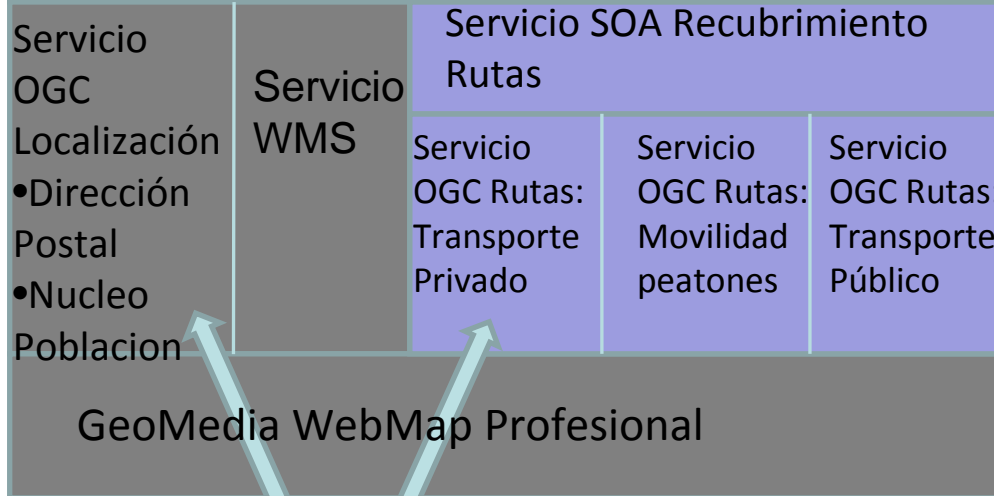 Servicio
OGC
Localización
•Dirección
Postal
•Nucleo
Poblacion
Servicio
WMS
Servicio SOA Recubrimiento
Rutas
Servicio
OGC Rutas:
Transporte
Privado
Servicio
OGC Rutas:
Movilidad
peatones
Servicio
OGC Rutas
Transporte
Público
GeoMedia WebMap Profesional